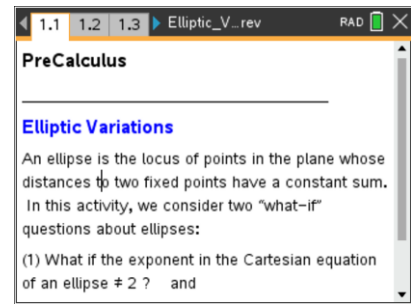 1.1 1.2 1.3 Elliptic_V...rev RAD
PreCalculus
Elliptic Variations
An ellipse is the locus of points in the plane whose
distances to two fixed points have a constant sum.
In this activity, we consider two "what-if"
questions about ellipses:
(1) What if the exponent in the Cartesian equation
of an ellipse ≠ 2 ? and